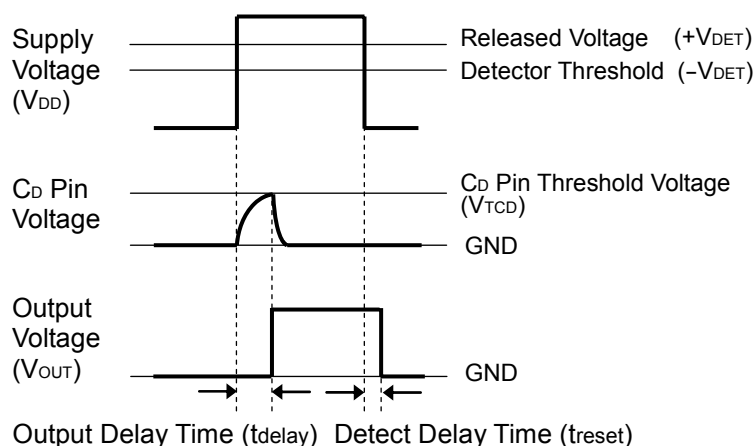 Supply
Voltage
(VDD)
Released Voltage (+VDET)
Detector Threshold (−VDET)
CD Pin
Voltage
CD Pin Threshold Voltage
(VTCD)
GND
Output
Voltage
(VOUT)
GND
Output Delay Time (tdelay) Detect Delay Time (treset)